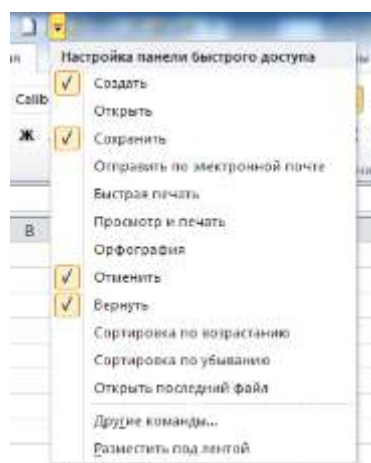 Настройка панели быстрого доступа
Создать
Calib
Открыть
Ж
Сохранить
Отправить по электронной почте
Быстрая печать
Просмотр и печать
B
Орфография
Отменить
Вернуть
Сортировка по возрастанию
Сортировка по убыванию
Открыть последний файл
Другие команды...
Разместить под лентой